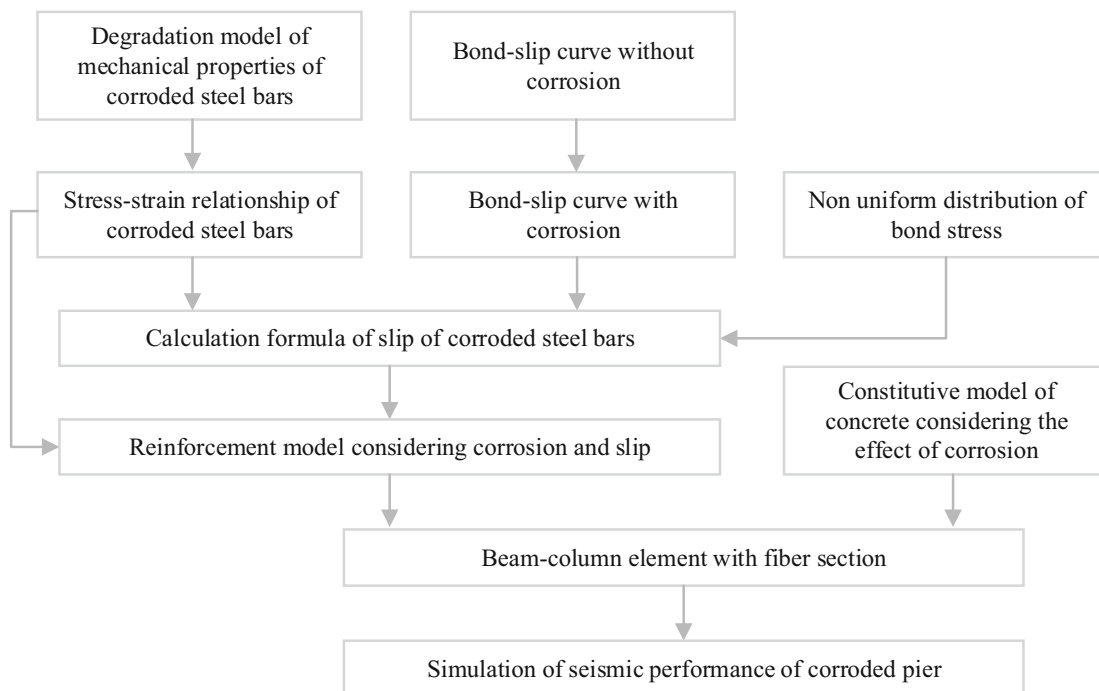 Degradation model of
mechanical properties of
corroded steel bars
Bond-slip curve without
corrosion
Stress-strain relationship of
corroded steel bars
Bond-slip curve with
corrosion
Non uniform distribution of
bond stress
Calculation formula of slip of corroded steel bars
Constitutive model of
concrete considering the
effect of corrosion
Reinforcement model considering corrosion and slip
Beam-column element with fiber section
Simulation of seismic performance of corroded pier